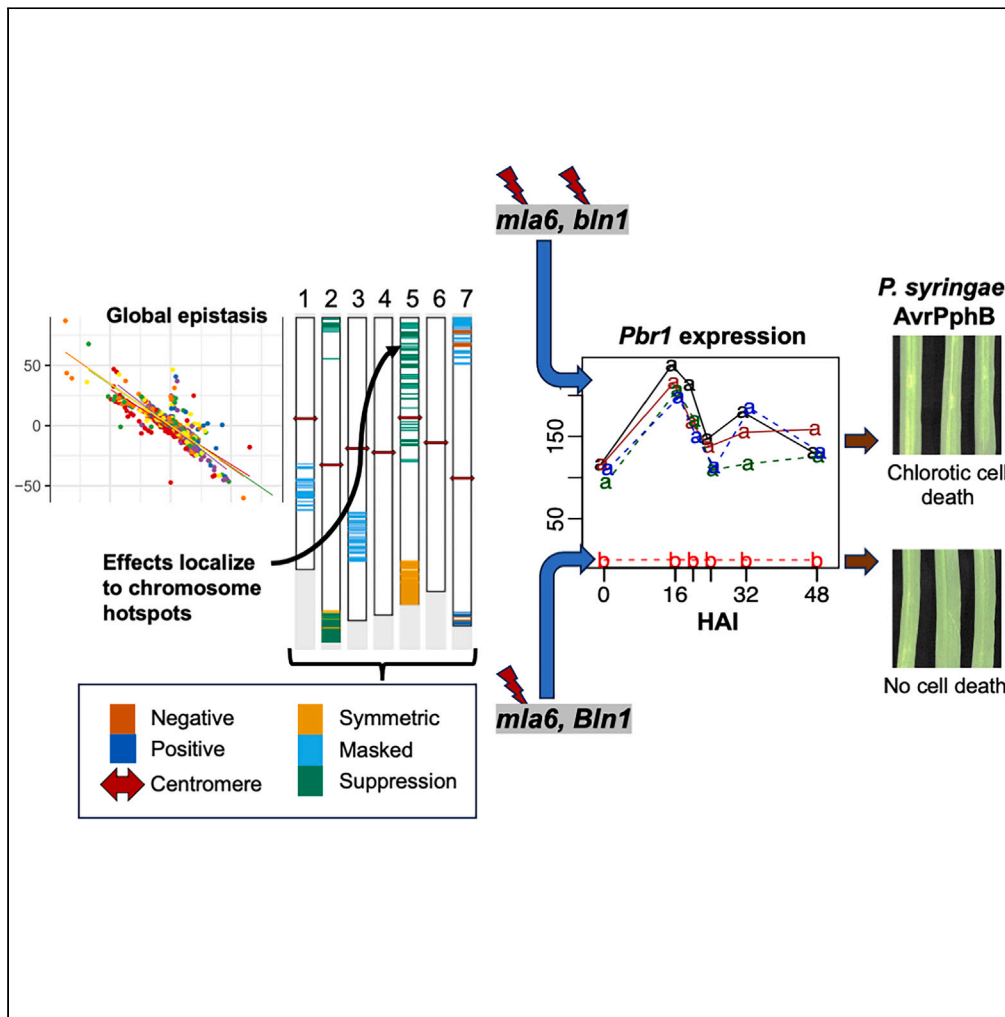 mla6, bln1
Global epistasis
50
0
−50
1 2 3 4 5 6 7
Effects localize
to chromosome
hotspots
Negative
Positive
Centromere
Symmetric
Masked
Suppression
Pbr1 expression
150
50
a a a a a a
a a a a a a
a a a a a a
a a a a a a
b b b b b b
0 16 32 48
HAI
mla6, Bln1
P. syringae
AvrPphB
Chlorotic cell
death
No cell death